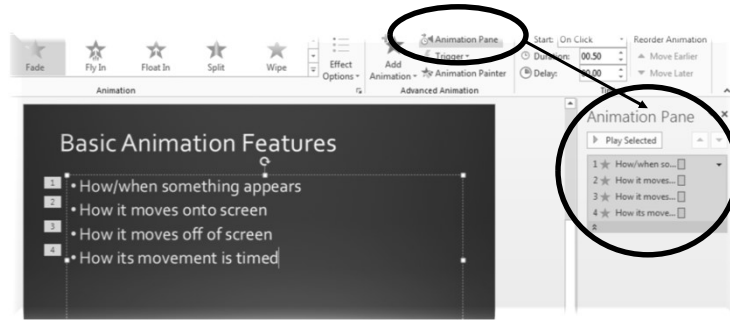 Animation Pane
Start: On Click
Reorder Animation
Trigger
Duration: 00.50
Move Earlier
Fade
Fly In
Float In
Split
Wipe
Effect Options
Add Animation
Animation Painter
Delay: 00.00
Move Later
Animation
Advanced Animation
Basic Animation Features
1 • How/when something appears
2 • How it moves onto screen
3 • How it moves off of screen
4 • How its movement is timed
Animation Pane
Play Selected
1 How/when so...
2 How it moves...
3 How it moves...
4 How its move...